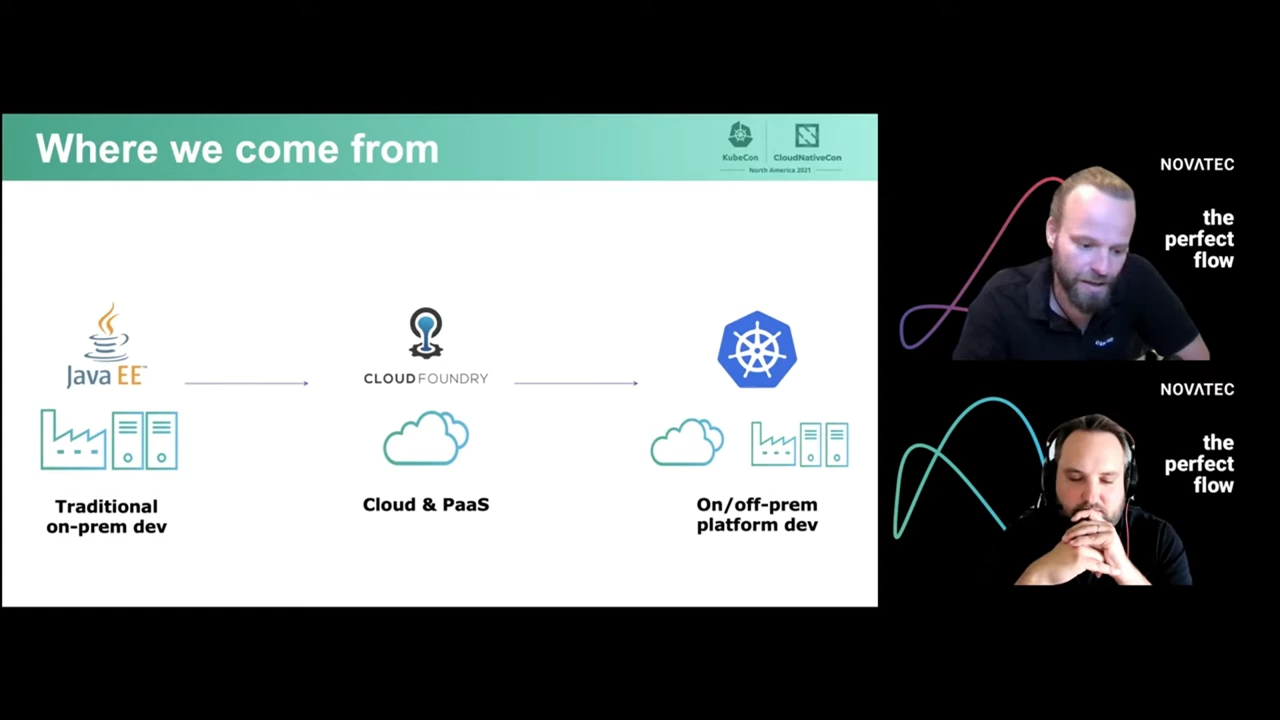 Where we come from
KubeCon
CloudNativeCon
North America 2021
Java EE™
CLOUDFOUNDRY
Traditional
on-prem dev
Cloud & PaaS
On/off-prem
platform dev
NOVATEC
the
perfect
flow
NOVATEC
the
perfect
flow